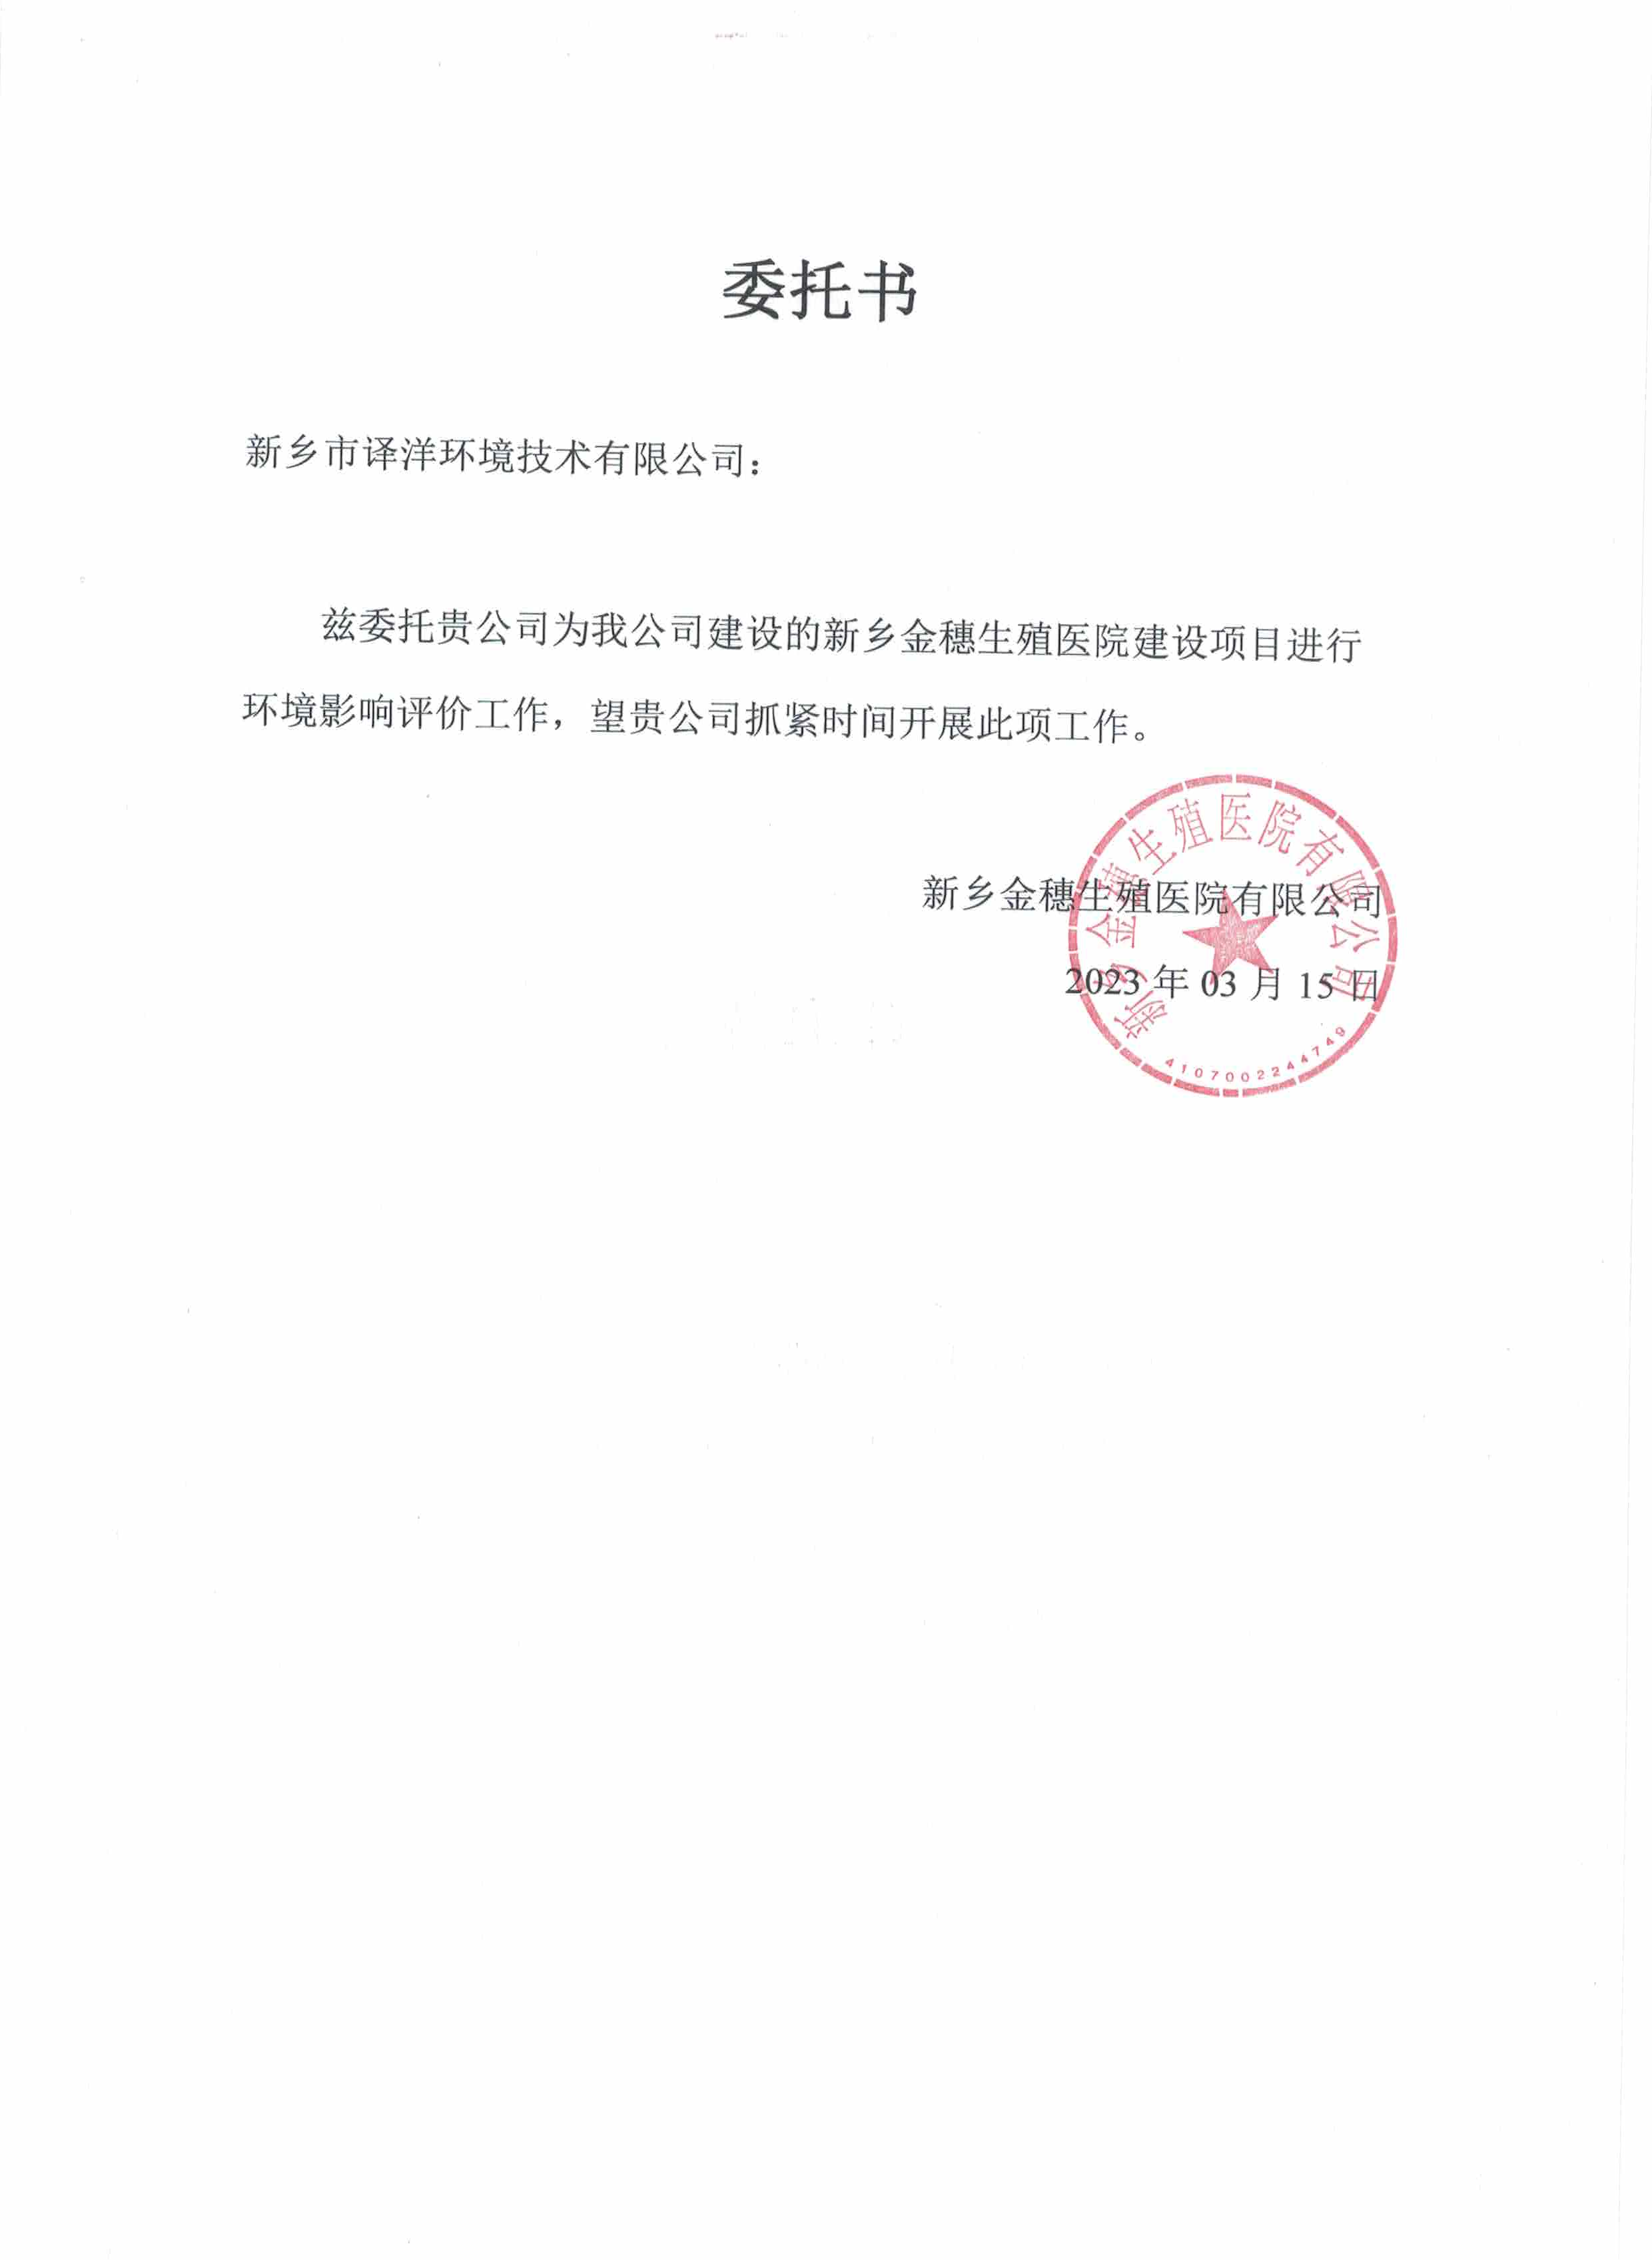 委托书
新乡市译洋环境技术有限公司：
兹委托贵公司为我公司建设的新乡金穗生殖医院建设项目进行
环境影响评价工作，望贵公司抓紧时间开展此项工作。
新乡金穗生殖医院有限公司
2023 年 03 月 15 日
新乡金穗生殖医院有限公司
4107002244749